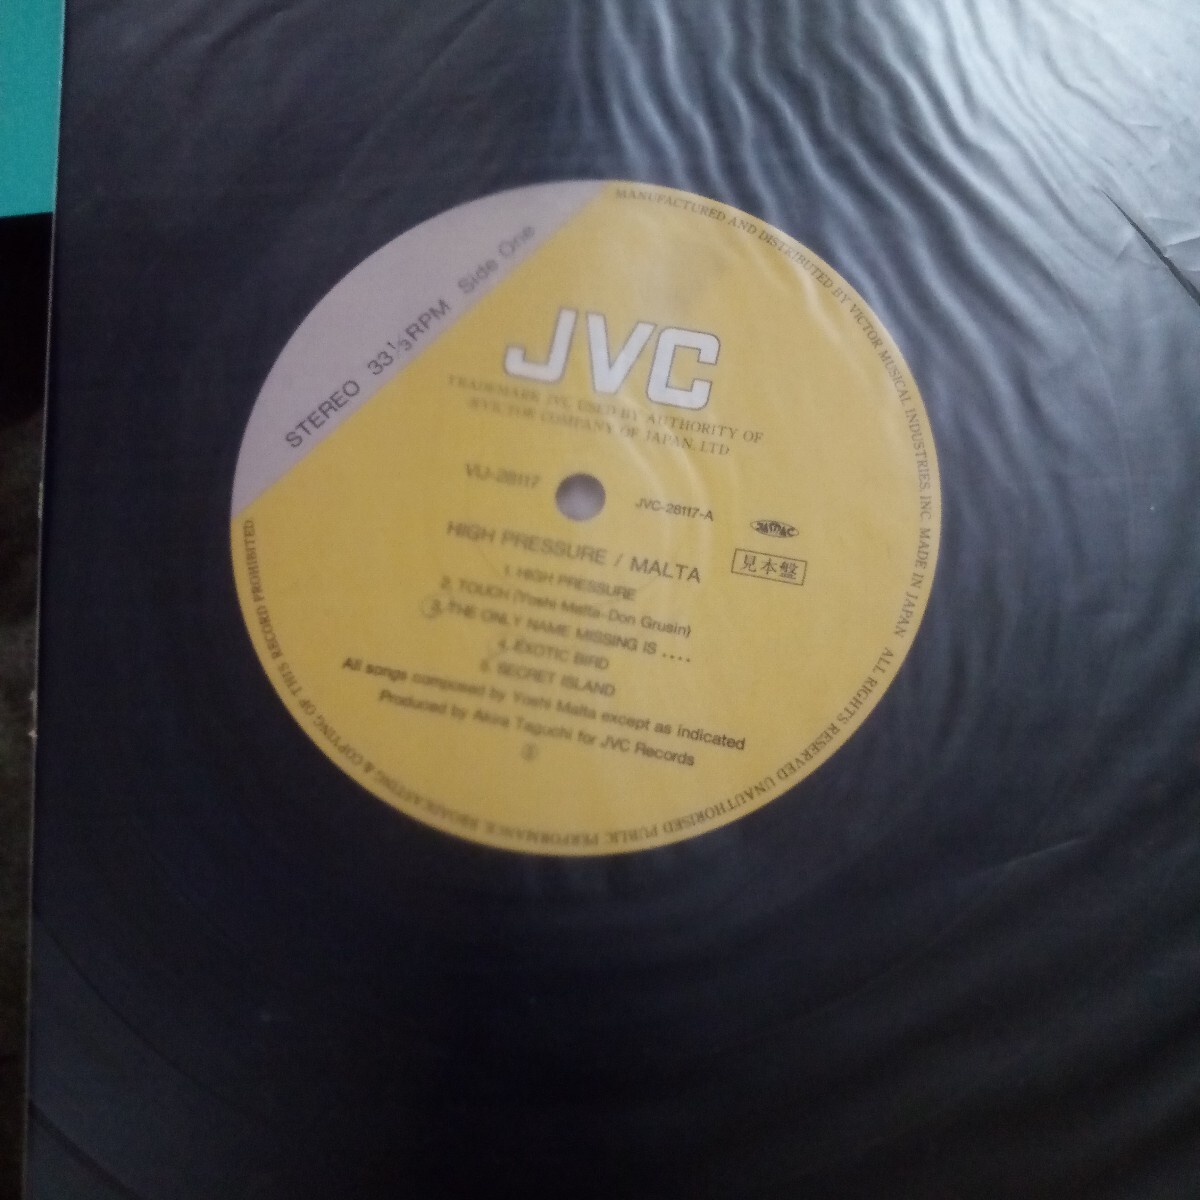 STEREO 33 1/3 RPM Side One
JVC
TRADEMARK JVC USED BY AUTHORITY OF
VICTOR COMPANY OF JAPAN, LTD
VIJ-28117
JVC-28117-A
HIGH PRESSURE / MALTA
見本盤
1. HIGH PRESSURE
2. TOUCH (Yoshi Malta-Don Grusin)
3. THE ONLY NAME MISSING IS ....
4. EXOTIC BIRD
5. SECRET ISLAND
All songs composed by Yoshi Malta except as indicated
Produced by Akira Taguchi for JVC Records
MANUFACTURED AND DISTRIBUTED BY VICTOR MUSICAL INDUSTRIES, INC. MADE IN JAPAN ALL RIGHTS RESERVED UNAUTHORISED PUBLIC PERFORMANCE BROADCASTING & COPYING OF THIS RECORD PROHIBITED